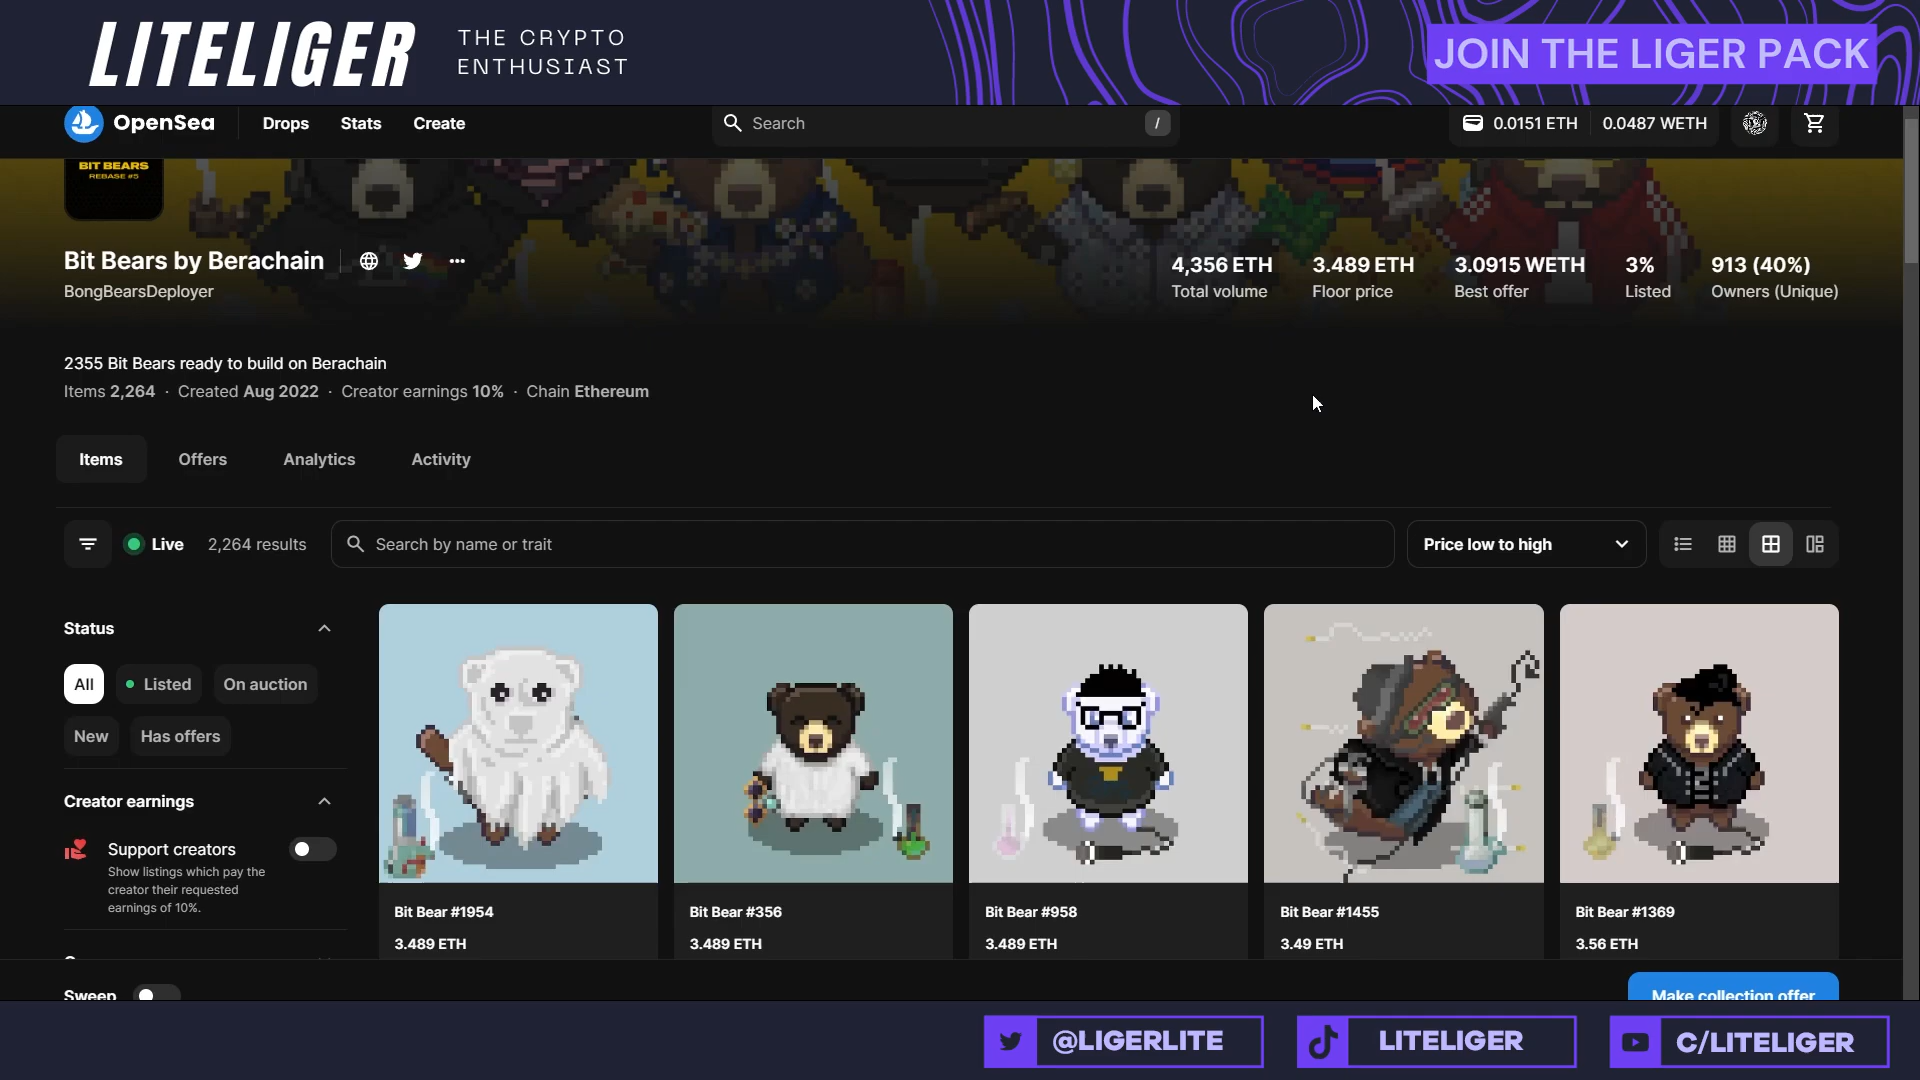 LITELIGER
THE CRYPTO
ENTHUSIAST
JOIN THE LIGER PACK
OpenSea
Drops
Stats
Create
Search
/
0.0151 ETH
0.0487 WETH
BIT BEARS
REBASE #5
Bit Bears by Berachain
BongBearsDeployer
4,356 ETH
Total volume
3.489 ETH
Floor price
3.0915 WETH
Best offer
3%
Listed
913 (40%)
Owners (Unique)
2355 Bit Bears ready to build on Berachain
Items 2,264 · Created Aug 2022 · Creator earnings 10% · Chain Ethereum
Items
Offers
Analytics
Activity
Live
2,264 results
Search by name or trait
Price low to high
Status
All
Listed
On auction
New
Has offers
Creator earnings
Support creators
Show listings which pay the
creator their requested
earnings of 10%.
Bit Bear #1954
3.489 ETH
Bit Bear #356
3.489 ETH
Bit Bear #958
3.489 ETH
Bit Bear #1455
3.49 ETH
Bit Bear #1369
3.56 ETH
Sweep
Make collection offer
@LIGERLITE
LITELIGER
C/LITELIGER